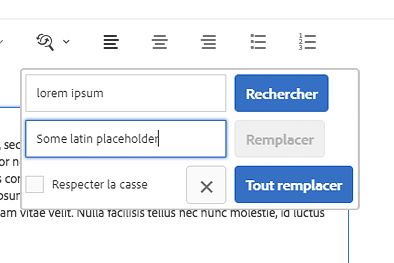 lorem ipsum
Rechercher
Some latin placeholder
Remplacer
Respecter la casse
Tout remplacer
am vitae velit. Nulla facilisis tellus nec nunc molestie, id luctus